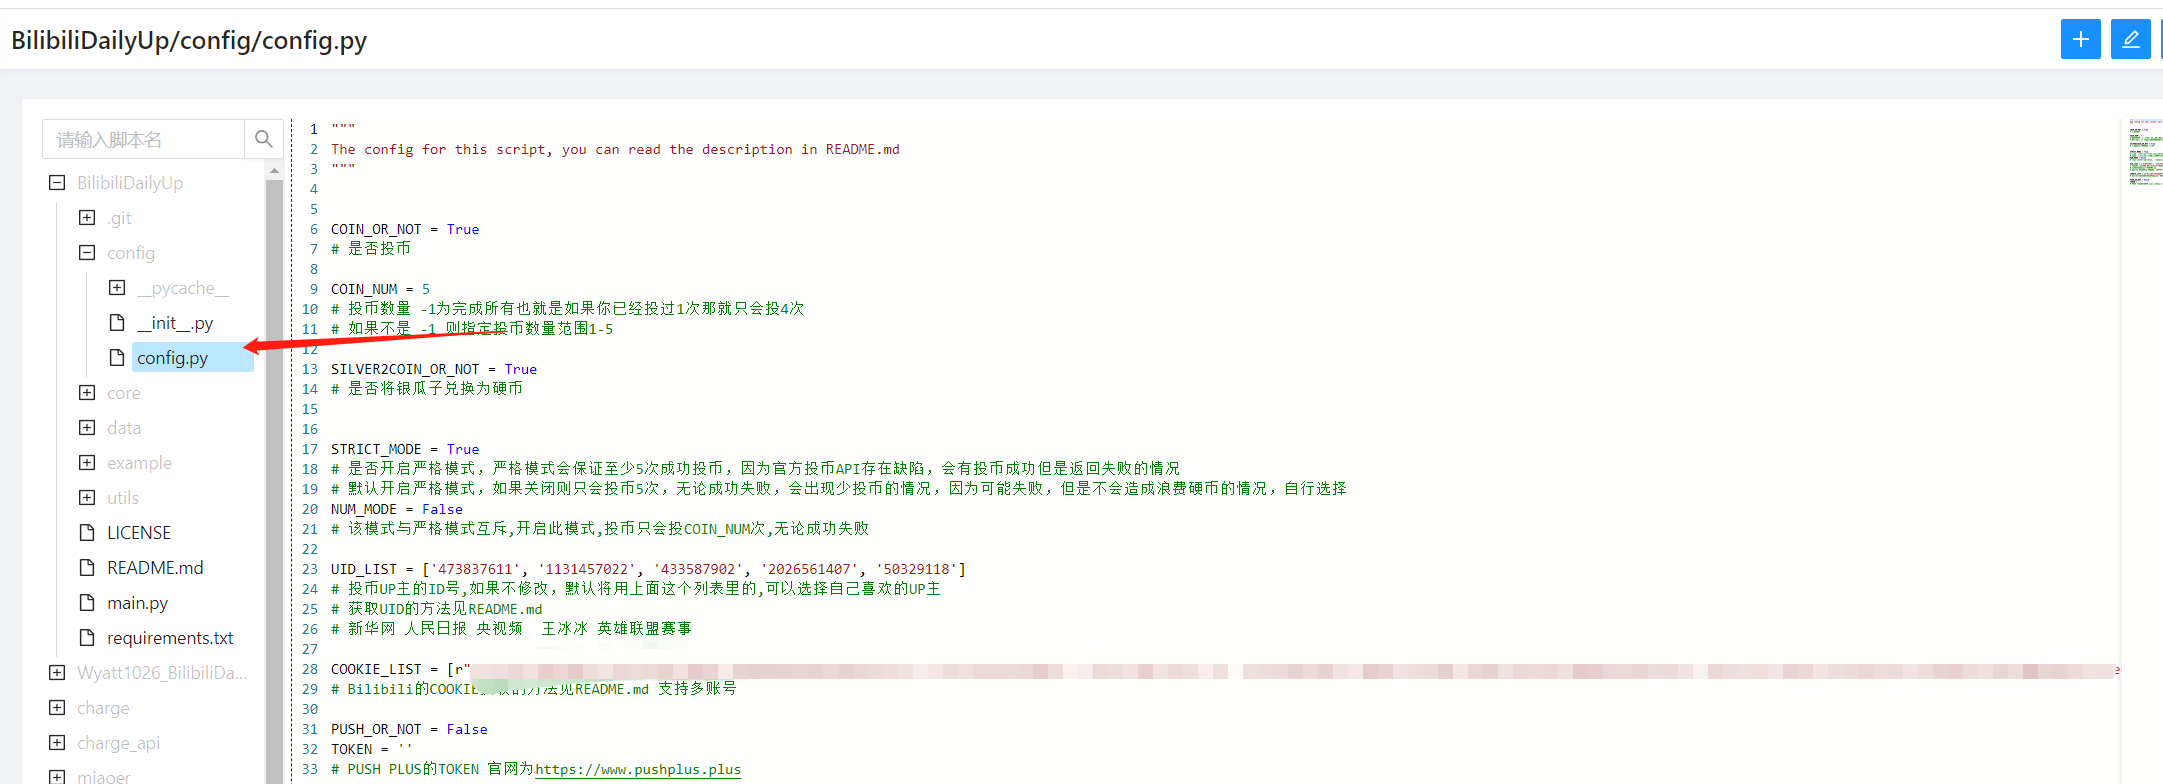 BilibiliDailyUp/config/config.py
请输入脚本名
BilibiliDailyUp
.git
config
__pycache__
__init__.py
config.py
core
data
example
utils
LICENSE
README.md
main.py
requirements.txt
Wyatt1026_BilibiliDa...
charge
charge_api
miaoer
1 """
2 The config for this script, you can read the description in README.md
3 """
4
5
6 COIN_OR_NOT = True
7 # 是否投币
8
9 COIN_NUM = 5
10 # 投币数量 -1为完成所有也就是如果你已经投过1次那就只会投4次
11 # 如果不是 -1 则指定投币数量范围1-5
12
13 SILVER2COIN_OR_NOT = True
14 # 是否将银瓜子兑换为硬币
15
16
17 STRICT_MODE = True
18 # 是否开启严格模式，严格模式会保证至少5次成功投币，因为官方投币API存在缺陷，会有投币成功但是返回失败的情况
19 # 默认开启严格模式，如果关闭则只会投币5次，无论成功失败，会出现少投币的情况，因为可能失败，但是不会造成浪费硬币的情况，自行选择
20 NUM_MODE = False
21 # 该模式与严格模式互斥,开启此模式,投币只会投COIN_NUM次,无论成功失败
22
23 UID_LIST = ['473837611', '1131457022', '433587902', '2026561407', '50329118']
24 # 投币UP主的ID号,如果不修改，默认将用上面这个列表里的,可以选择自己喜欢的UP主
25 # 获取UID的方法见README.md
26 # 新华网 人民日报 央视频 王冰冰 英雄联盟赛事
27
28 COOKIE_LIST = [r"
29 # Bilibili的COOKIE的方法见README.md 支持多账号
30
31 PUSH_OR_NOT = False
32 TOKEN = ''
33 # PUSH PLUS的TOKEN 官网为https://www.pushplus.plus